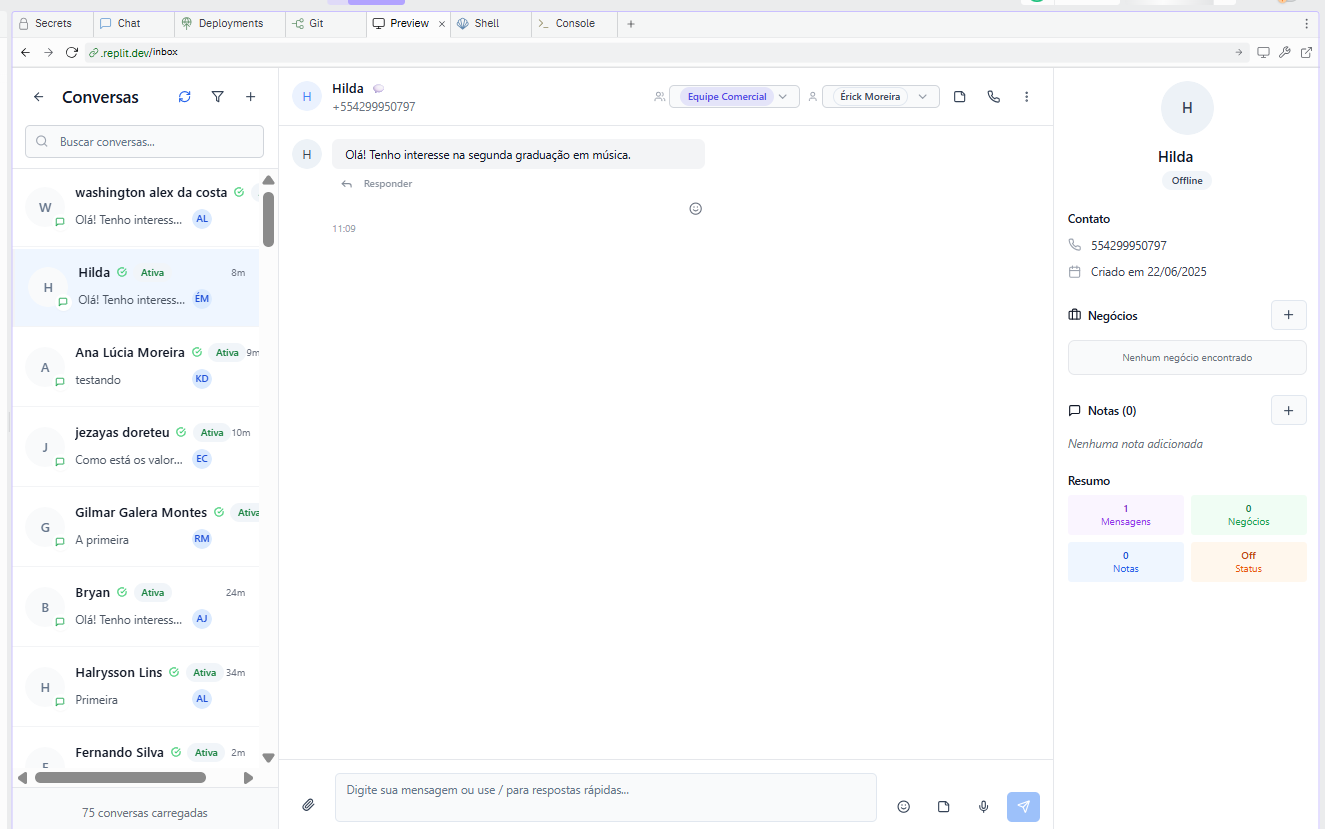 Secrets
Chat
Deployments
Git
Preview
Shell
Console
.replit.dev/inbox
Conversas
Buscar conversas...
washington alex da costa
Olá! Tenho interess...
AL
Hilda
Ativa
8m
Olá! Tenho interess...
ÉM
Ana Lúcia Moreira
Ativa
9m
testando
KD
jezayas doreteu
Ativa
10m
Como está os valor...
EC
Gilmar Galera Montes
Ativa
A primeira
RM
Bryan
Ativa
24m
Olá! Tenho interess...
AJ
Halrysson Lins
Ativa
34m
Primeira
AL
Fernando Silva
Ativa
2m
W
H
A
J
G
B
H
F
75 conversas carregadas
H
Hilda
+554299950797
Equipe Comercial
Érick Moreira
H
Olá! Tenho interesse na segunda graduação em música.
Responder
11:09
Digite sua mensagem ou use / para respostas rápidas...
H
Hilda
Offline
Contato
554299950797
Criado em 22/06/2025
Negócios
Nenhum negócio encontrado
Notas (0)
Nenhuma nota adicionada
Resumo
1
Mensagens
0
Negócios
0
Notas
Off
Status